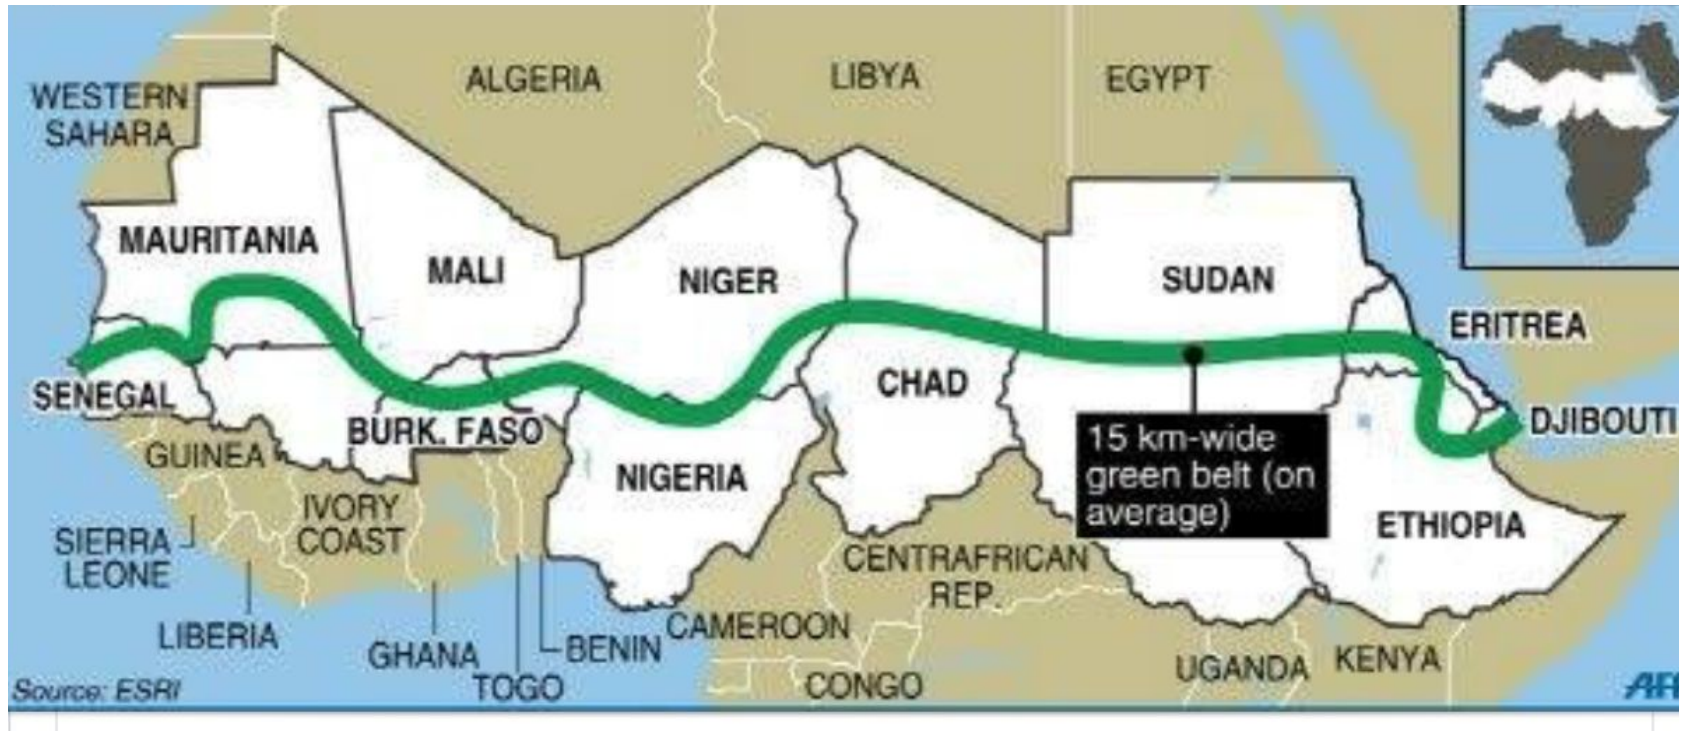 ALGERIA
LIBYA
EGYPT
WESTERN
SAHARA
MAURITANIA
MALI
NIGER
SUDAN
ERITREA
SENEGAL
CHAD
BURK. FASO
DJIBOUTI
15 km-wide
green belt (on
average)
GUINEA
NIGERIA
IVORY
COAST
ETHIOPIA
SIERRA
LEONE
CENTRAFRICAN
REP.
LIBERIA
GHANA
BENIN
CAMEROON
UGANDA
KENYA
TOGO
CONGO
Source: ESRI